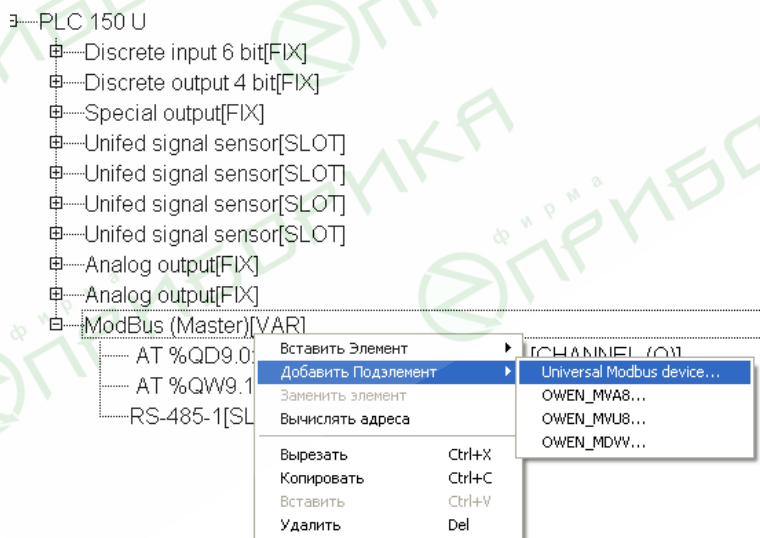 PLC 150 U
Discrete input 6 bit[FIX]
Discrete output 4 bit[FIX]
Special output[FIX]
Unifed signal sensor[SLOT]
Unifed signal sensor[SLOT]
Unifed signal sensor[SLOT]
Unifed signal sensor[SLOT]
Analog output[FIX]
Analog output[FIX]
ModBus (Master)[VAR]
AT %QD9.0: [CHANNEL (Q)]
AT %QW9.1
RS-485-1[SL
Вставить Элемент
Добавить Подэлемент
Заменить элемент
Вычислять адреса
Вырезать Ctrl+X
Копировать Ctrl+C
Вставить Ctrl+V
Удалить Del
Universal Modbus device...
OWEN_MVA8...
OWEN_MVU8...
OWEN_MDVV...
фирма
ПРИБОРИКА